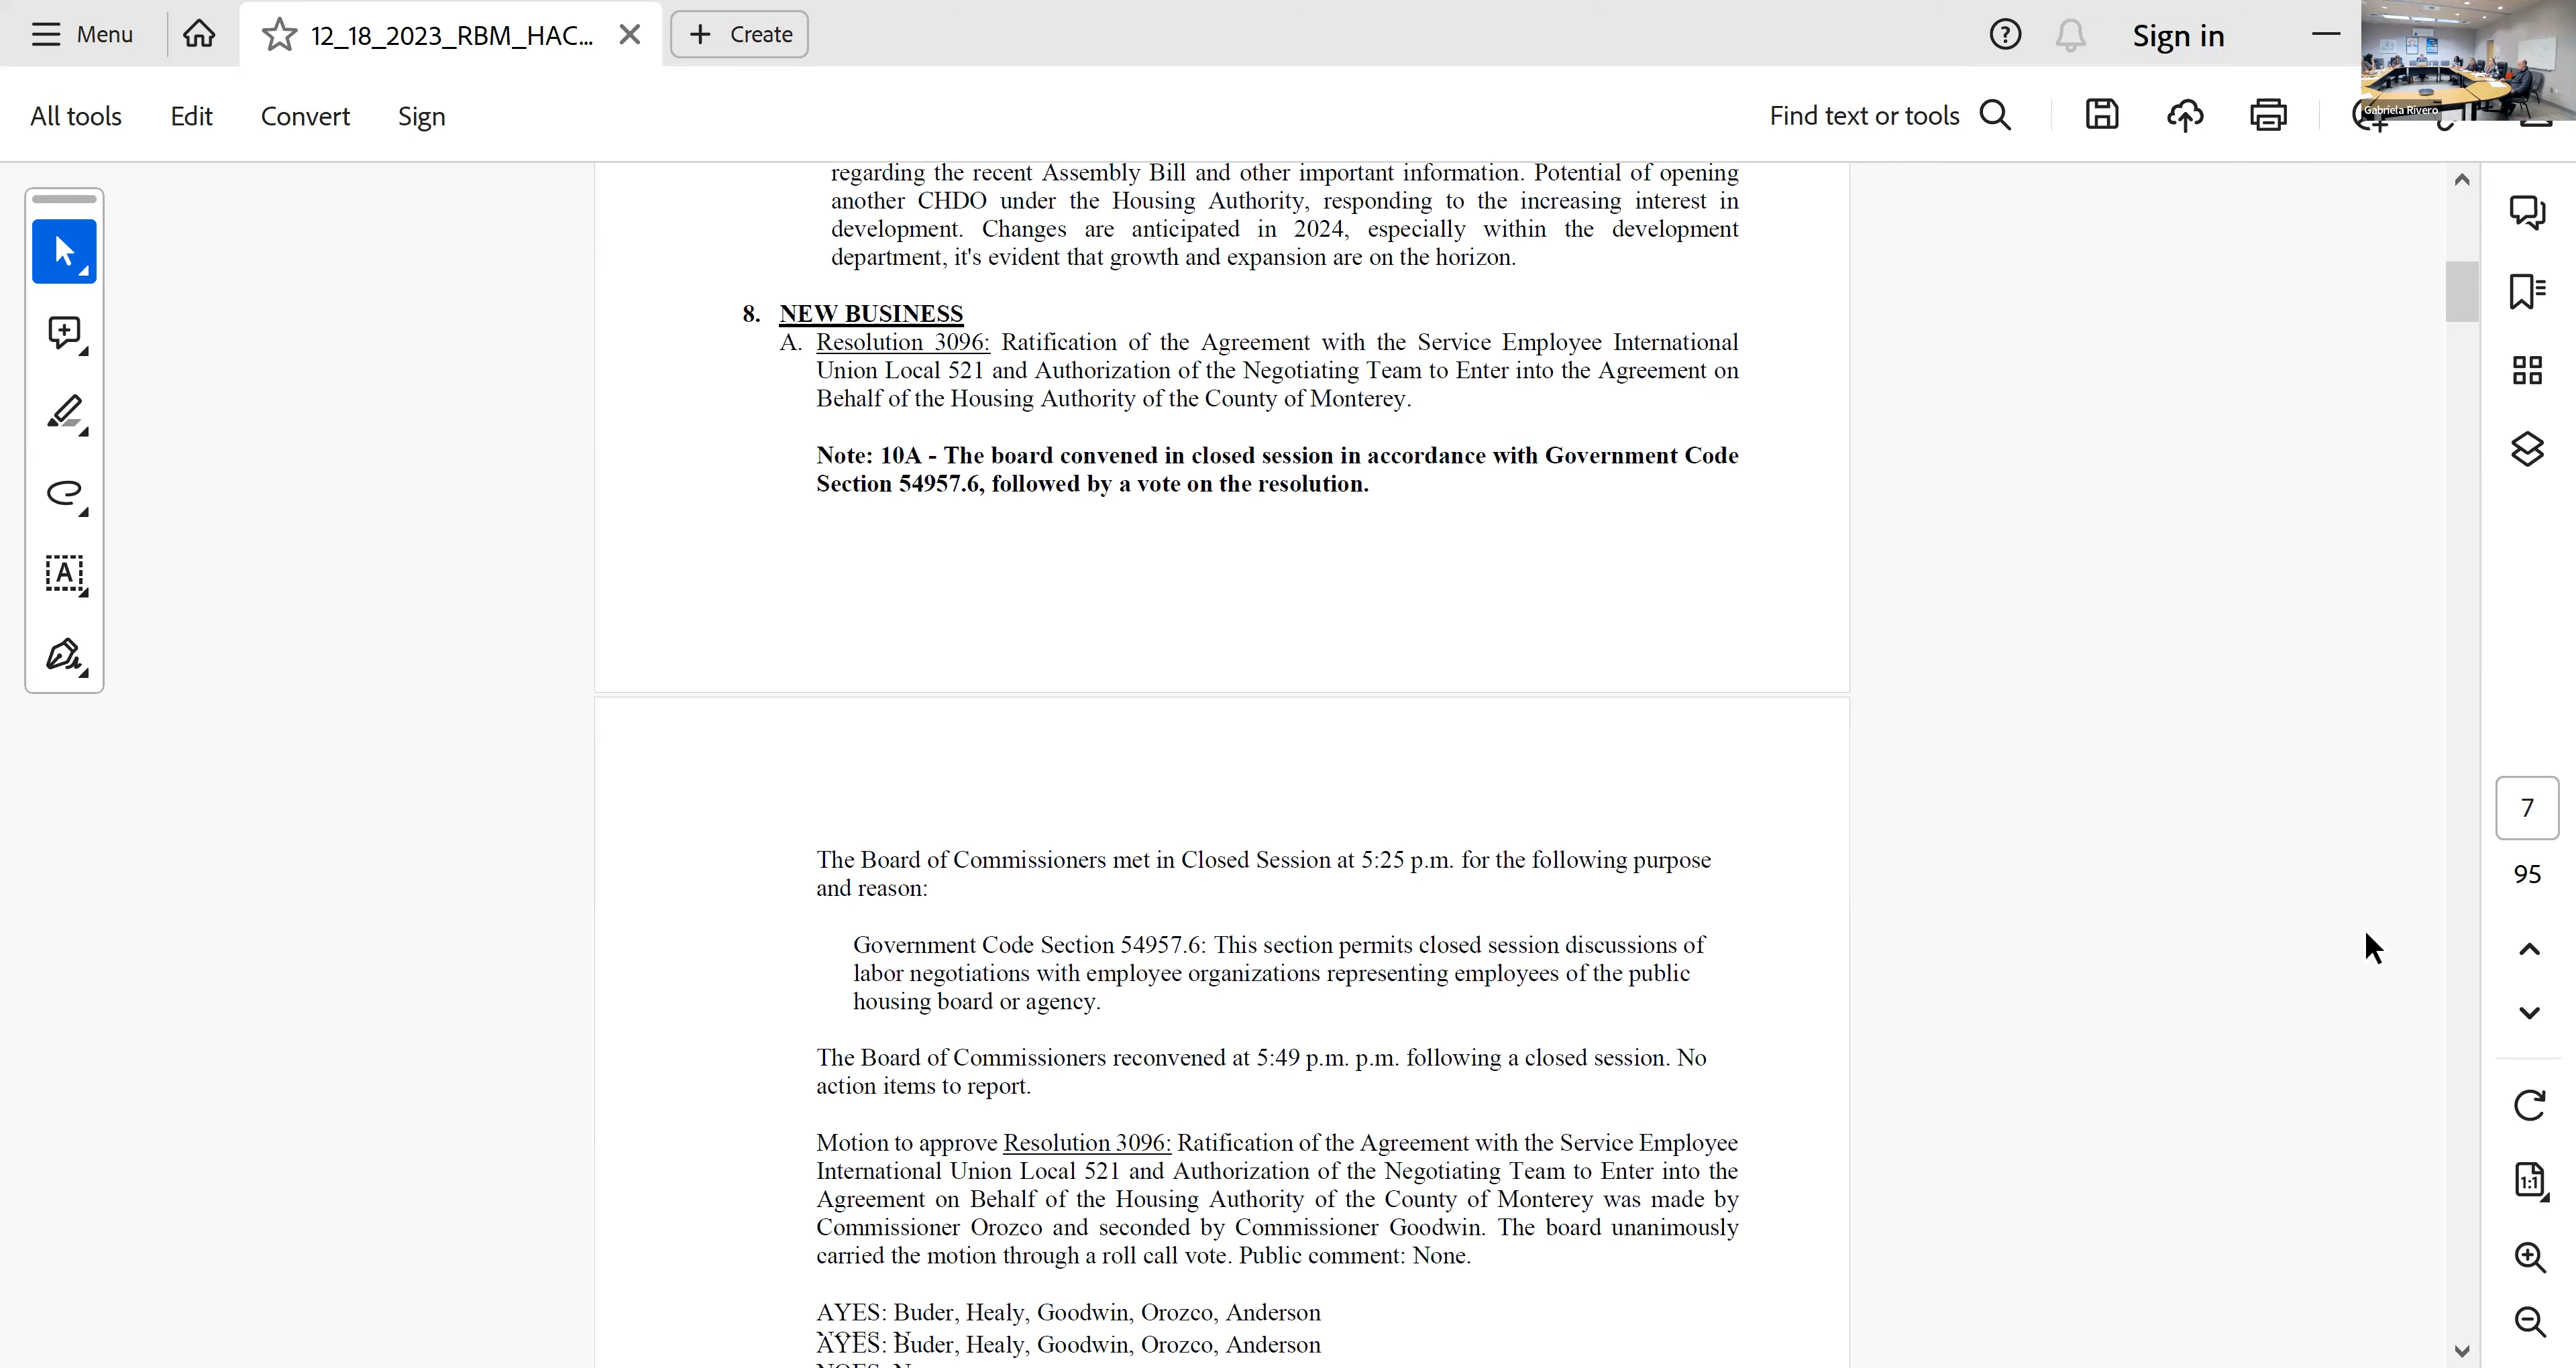 Menu
12_18_2023_RBM_HAC...
Create
Sign in
All tools
Edit
Convert
Sign
Find text or tools
Gabriela Rivero
regarding the recent Assembly Bill and other important information. Potential of opening
another CHDO under the Housing Authority, responding to the increasing interest in
development. Changes are anticipated in 2024, especially within the development
department, it's evident that growth and expansion are on the horizon.
8. NEW BUSINESS
A. Resolution 3096: Ratification of the Agreement with the Service Employee International
Union Local 521 and Authorization of the Negotiating Team to Enter into the Agreement on
Behalf of the Housing Authority of the County of Monterey.
Note: 10A - The board convened in closed session in accordance with Government Code
Section 54957.6, followed by a vote on the resolution.
The Board of Commissioners met in Closed Session at 5:25 p.m. for the following purpose
and reason:
Government Code Section 54957.6: This section permits closed session discussions of
labor negotiations with employee organizations representing employees of the public
housing board or agency.
The Board of Commissioners reconvened at 5:49 p.m. p.m. following a closed session. No
action items to report.
Motion to approve Resolution 3096: Ratification of the Agreement with the Service Employee
International Union Local 521 and Authorization of the Negotiating Team to Enter into the
Agreement on Behalf of the Housing Authority of the County of Monterey was made by
Commissioner Orozco and seconded by Commissioner Goodwin. The board unanimously
carried the motion through a roll call vote. Public comment: None.
AYES: Buder, Healy, Goodwin, Orozco, Anderson
AYES: Buder, Healy, Goodwin, Orozco, Anderson
7
95
1:1